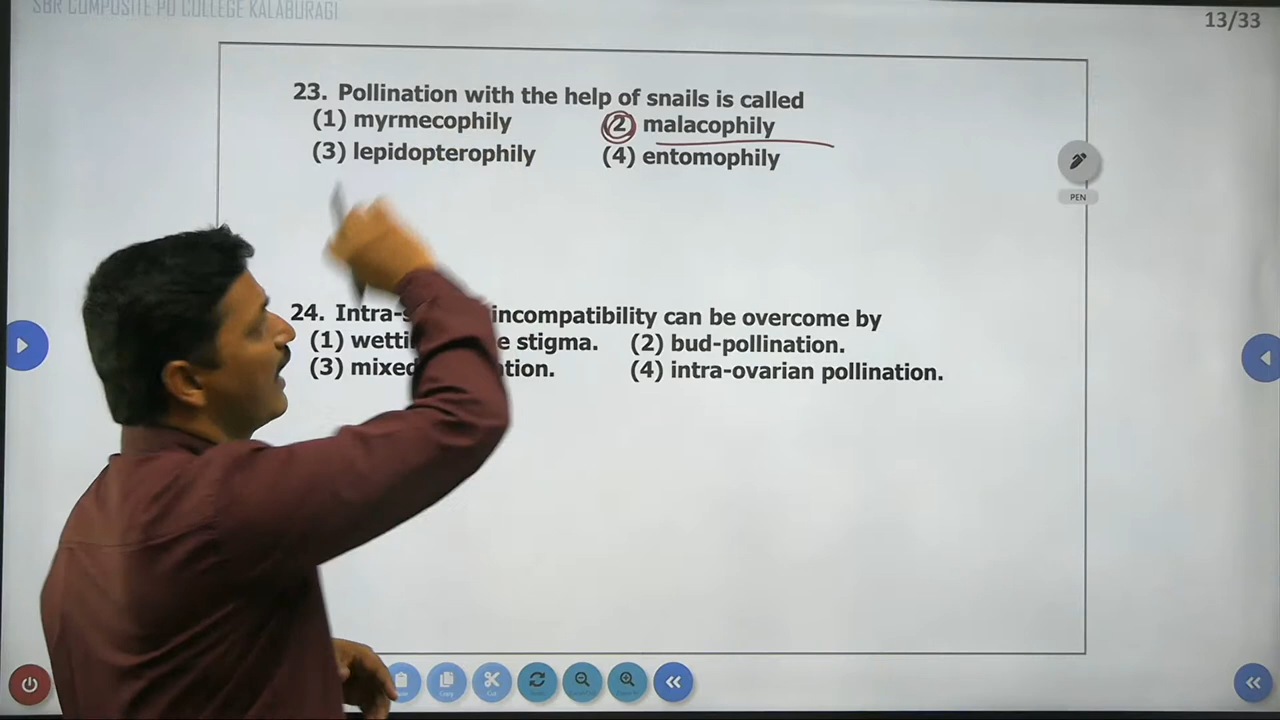 SBR COMPOSITE PU COLLEGE KALABURAGI
13/33
23. Pollination with the help of snails is called
(1) myrmecophily (2) malacophily
(3) lepidopterophily (4) entomophily
PEN
24. Intra- incompatibility can be overcome by
(1) stigma. (2) bud-pollination.
(3) mixed (4) intra-ovarian pollination.
Copy
Cut